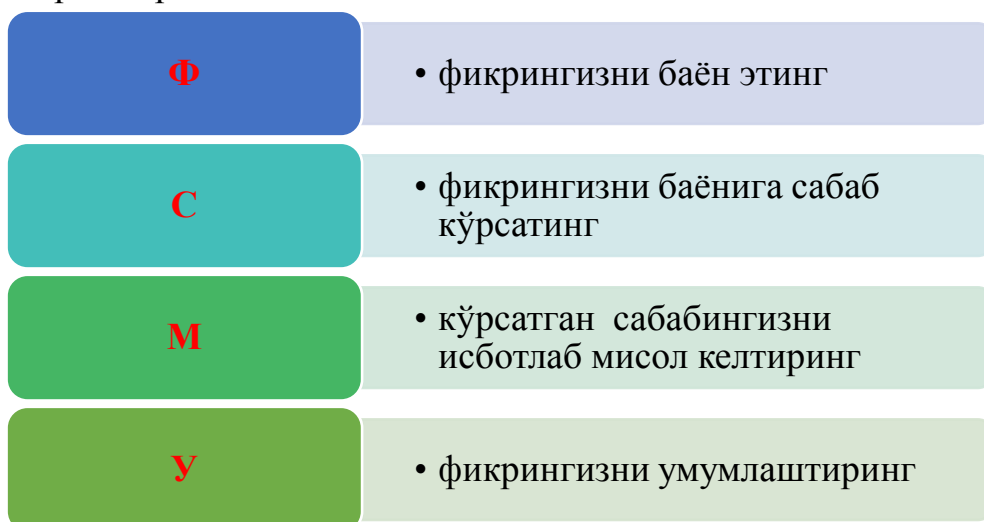 Ф
• фикрингизни баён этинг
С
• фикрингизни баёнига сабаб
кўрсатинг
М
• кўрсатган сабабингизни
исботлаб мисол келтиринг
У
• фикрингизни умумлаштиринг